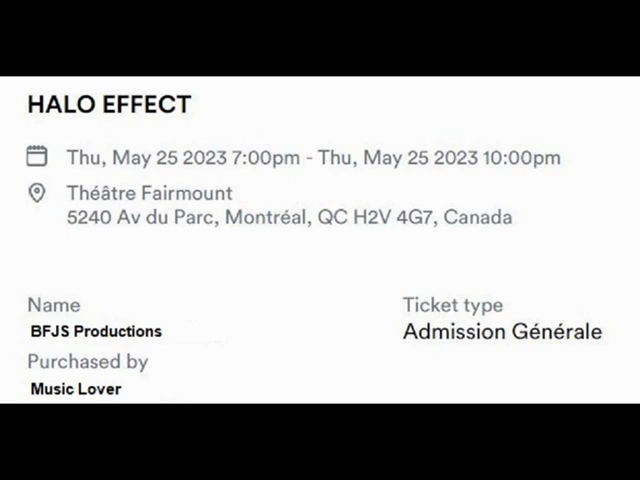 HALO EFFECT
Thu, May 25 2023 7:00pm - Thu, May 25 2023 10:00pm
Théâtre Fairmount
5240 Av du Parc, Montréal, QC H2V 4G7, Canada
Name
Ticket type
BFJS Productions
Admission Générale
Purchased by
Music Lover